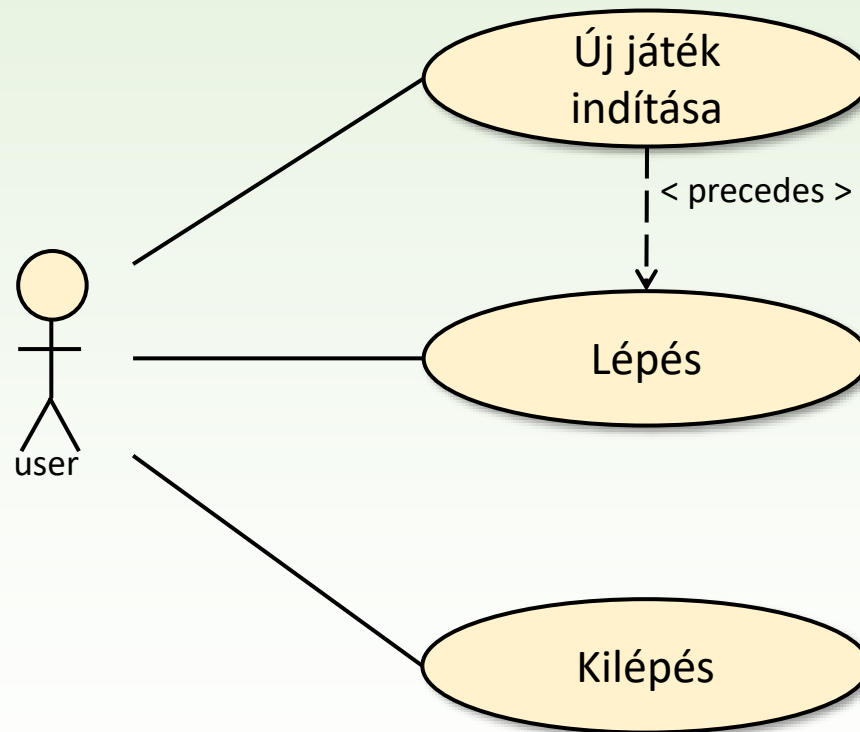 Új játék
indítása
< precedes >
Lépés
user
Kilépés